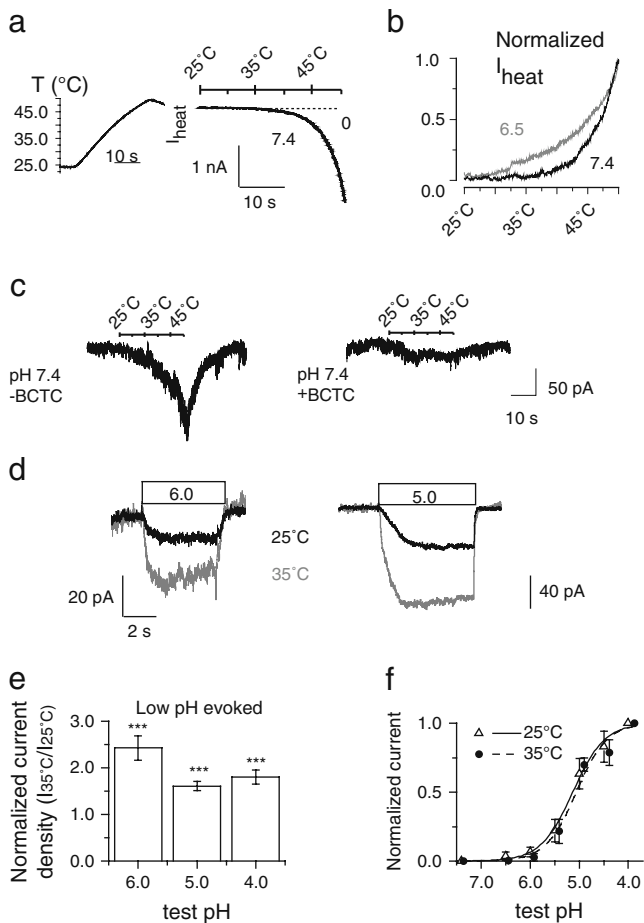 a
T (°C)
45.0
35.0
25.0
10 s
25°C
35°C
45°C
I heat
7.4
0
1 nA
10 s
b
Normalized
I heat
1.0
0.5
0.0
6.5
7.4
25°C
35°C
45°C
c
25°C
35°C
45°C
pH 7.4
-BCTC
25°C
35°C
45°C
pH 7.4
+BCTC
50 pA
10 s
d
6.0
25°C
35°C
20 pA
2 s
5.0
40 pA
e
Low pH evoked
Normalized current
density (I35°C/I25°C)
3.0
2.0
1.0
0.0
***
***
***
6.0
5.0
4.0
test pH
f
Normalized current
1.0
0.5
0.0
25°C
35°C
7.0
6.0
5.0
4.0
test pH